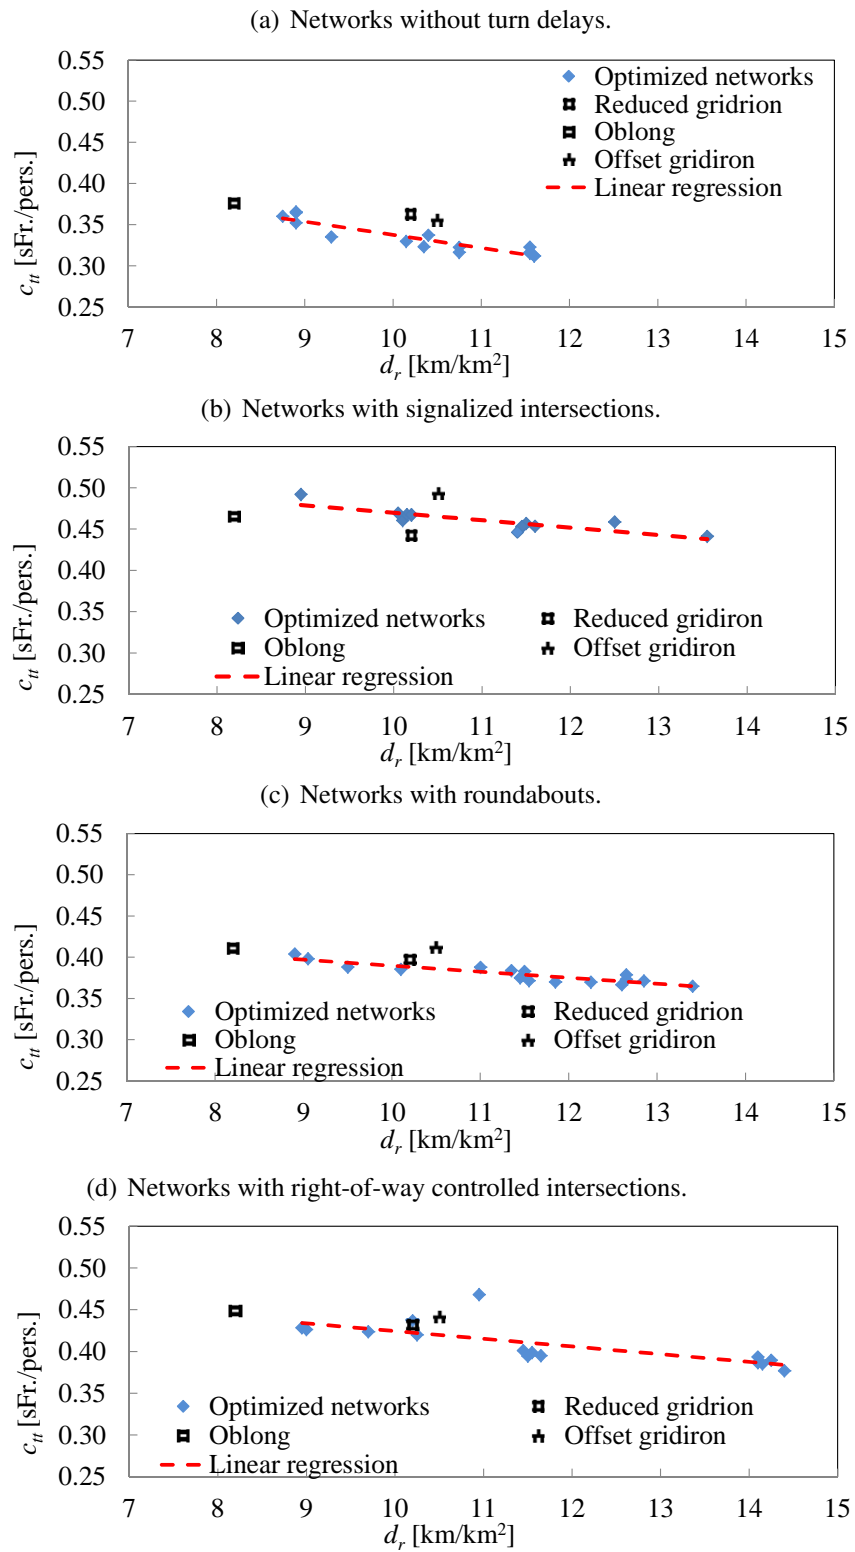 (a) Networks without turn delays.
0.55
0.50
0.45
0.40
0.35
0.30
0.25
c_tt [sFr./pers.]
Optimized networks
Reduced gridrion
Oblong
Offset gridiron
Linear regression
7 8 9 10 11 12 13 14 15
d_r [km/km²]
(b) Networks with signalized intersections.
0.55
0.50
0.45
0.40
0.35
0.30
0.25
c_tt [sFr./pers.]
Optimized networks Reduced gridiron
Oblong Offset gridiron
Linear regression
7 8 9 10 11 12 13 14 15
d_r [km/km²]
(c) Networks with roundabouts.
0.55
0.50
0.45
0.40
0.35
0.30
0.25
c_tt [sFr./pers.]
Optimized networks Reduced gridrion
Oblong Offset gridiron
Linear regression
7 8 9 10 11 12 13 14 15
d_r [km/km²]
(d) Networks with right-of-way controlled intersections.
0.55
0.50
0.45
0.40
0.35
0.30
0.25
c_tt [sFr./pers.]
Optimized networks Reduced gridrion
Oblong Offset gridiron
Linear regression
7 8 9 10 11 12 13 14 15
d_r [km/km²]